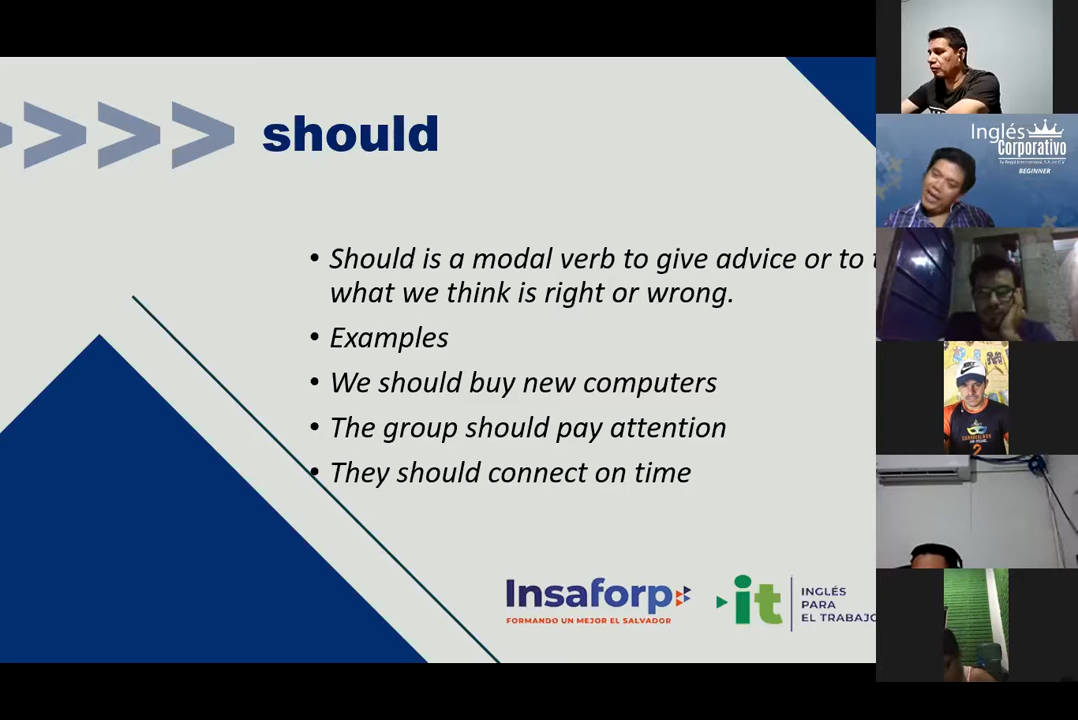 should
• Should is a modal verb to give advice or to
what we think is right or wrong.
• Examples
• We should buy new computers
• The group should pay attention
• They should connect on time
Insaforp
FORMANDO UN MEJOR EL SALVADOR
it
INGLÉS
PARA
EL TRABAJO
Inglés
Corporativo
BEGINNER
2